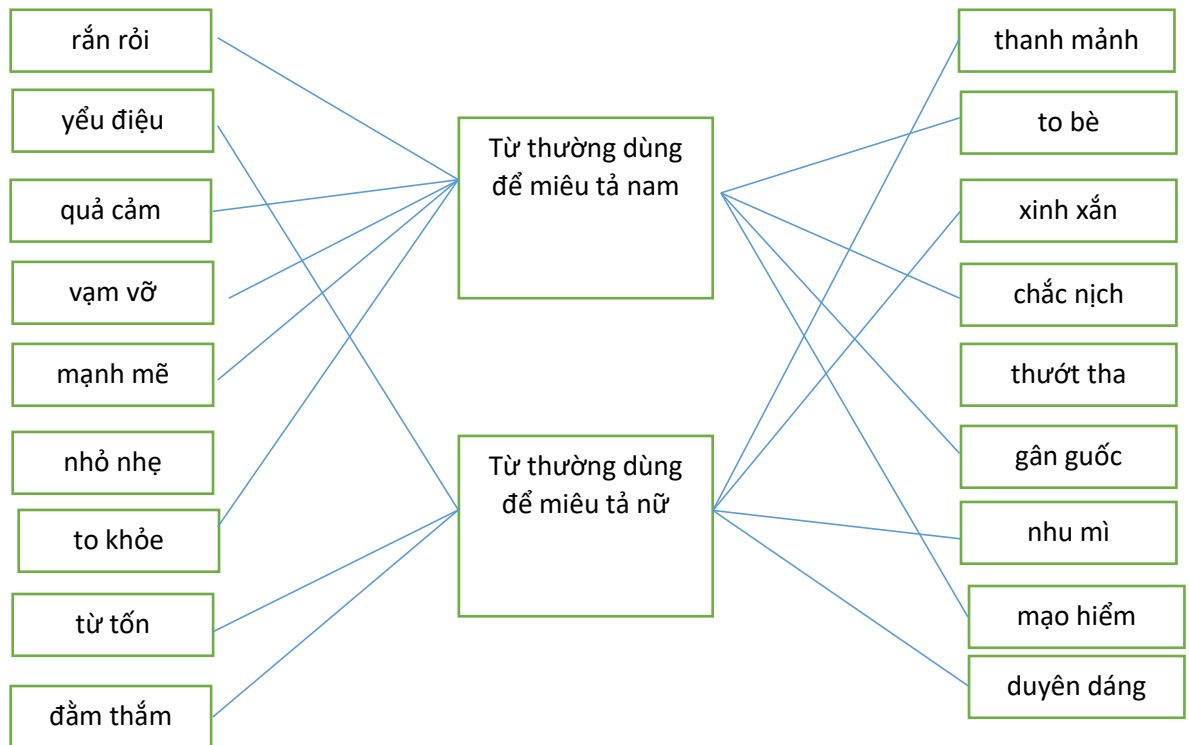 rắn rỏi
yểu điệu
quả cảm
vạm vỡ
mạnh mẽ
nhỏ nhẹ
to khỏe
từ tốn
đằm thắm
Từ thường dùng
để miêu tả nam
Từ thường dùng
để miêu tả nữ
thanh mảnh
to bè
xinh xắn
chắc nịch
thướt tha
gân guốc
nhu mì
mạo hiểm
duyên dáng